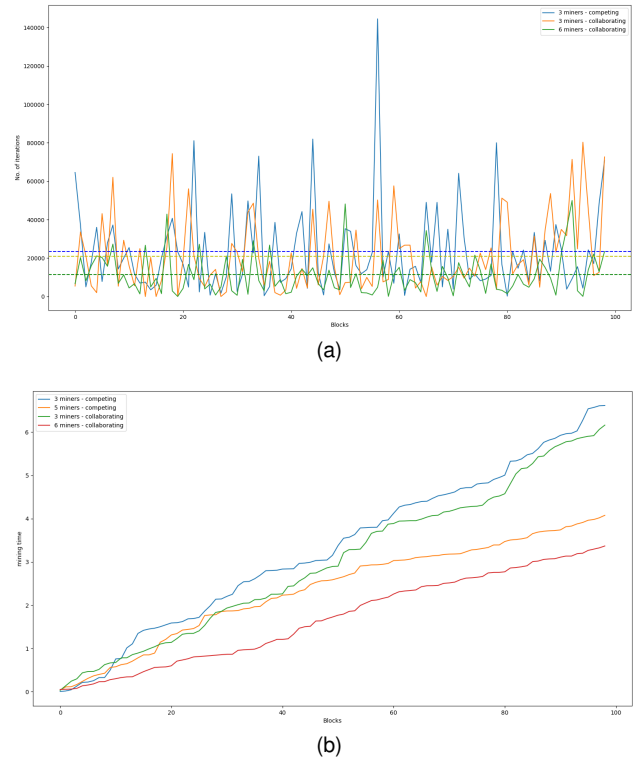 140000
120000
100000
80000
60000
40000
20000
0
No. of Iterations
3 miners - competing
3 miners - collaborating
6 miners - collaborating
0 20 40 60 80 100
Blocks
(a)
3 miners - competing
5 miners - competing
3 miners - collaborating
6 miners - collaborating
6
5
4
3
2
1
0
mining time
0 20 40 60 80 100
Blocks
(b)